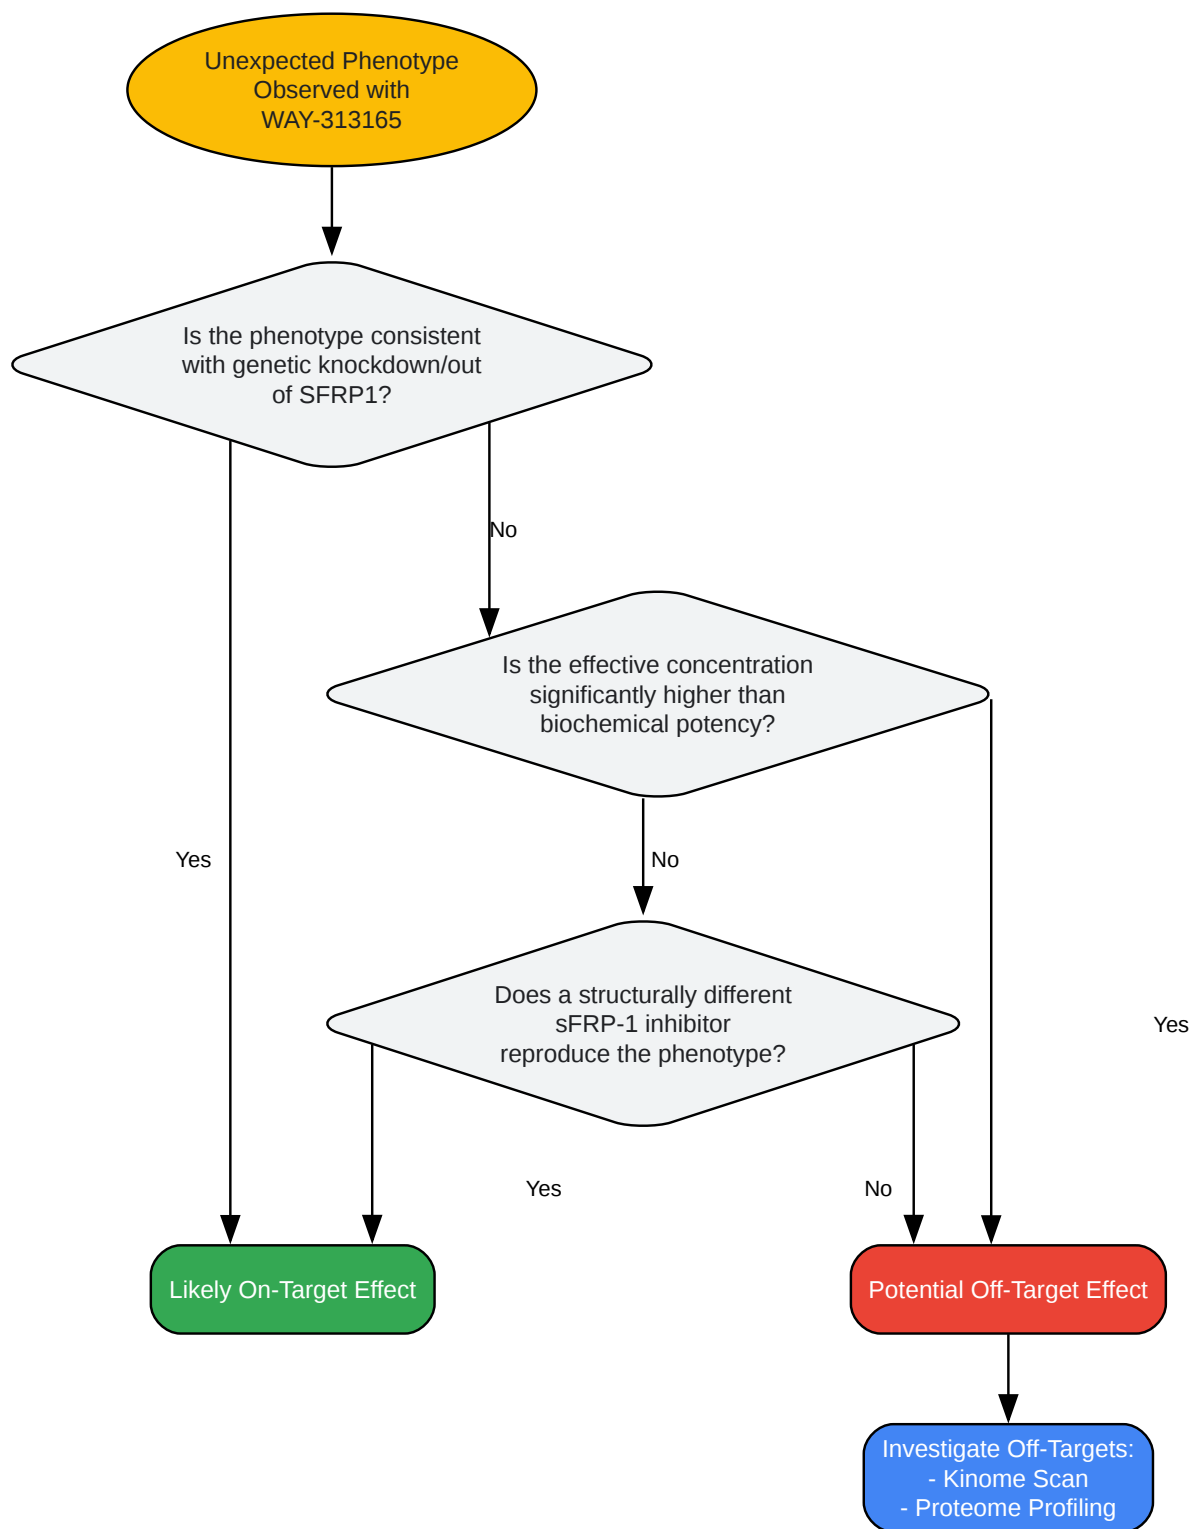 Unexpected Phenotype
Observed with
WAY-313165
Is the phenotype consistent
with genetic knockdown/out
of SFRP1?
No
Is the effective concentration
significantly higher than
biochemical potency?
Yes
No
Does a structurally different
sFRP-1 inhibitor
reproduce the phenotype?
Yes
Yes
No
Likely On-Target Effect
Potential Off-Target Effect
Investigate Off-Targets:
- Kinome Scan
- Proteome Profiling